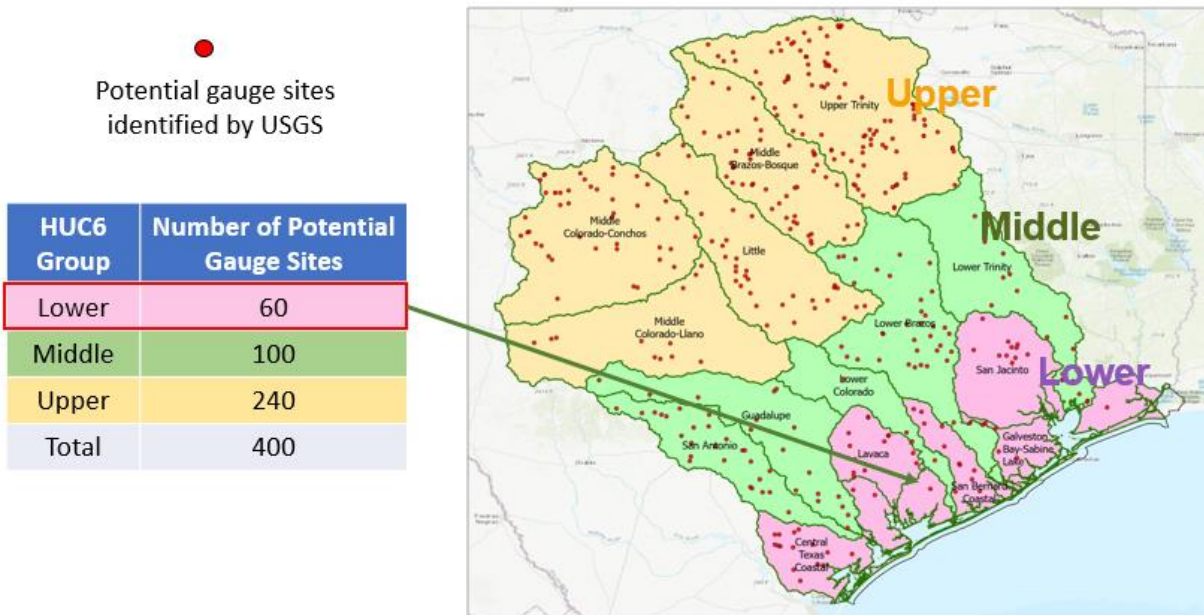 Potential gauge sites
identified by USGS
HUC6
Group
Number of Potential
Gauge Sites
Lower
60
Middle
100
Upper
240
Total
400
Upper
Upper Trinity
Middle
Brazos-Bosque
Middle
Colorado-Conchos
Little
Middle
Lower Trinity
Middle
Colorado-Llano
Lower Brazos
San Jacinto
Lower
Lower
Colorado
Guadalupe
San Antonio
Lavaca
Galveston
Bay-Sabine
Lake
San Bernard
Coastal
Central
Texas
Coastal